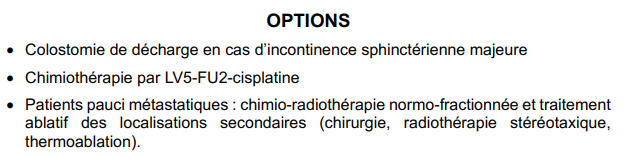 OPTIONS
• Colostomie de décharge en cas d'incontinence sphinctérienne majeure
• Chimiothérapie par LV5-FU2-cisplatine
• Patients pauci métastatiques : chimio-radiothérapie normo-fractionnée et traitement
ablatif des localisations secondaires (chirurgie, radiothérapie stéréotaxique,
thermoablation).